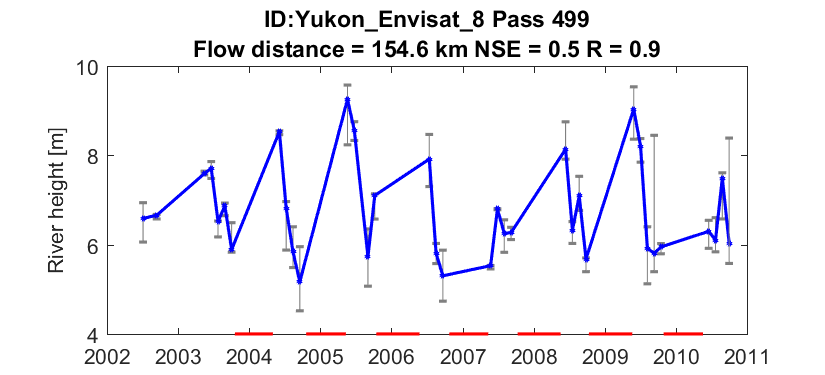 ID:Yukon_Envisat_8 Pass 499
Flow distance = 154.6 km NSE = 0.5 R = 0.9
River height [m]
10
8
6
4
2002 2003 2004 2005 2006 2007 2008 2009 2010 2011